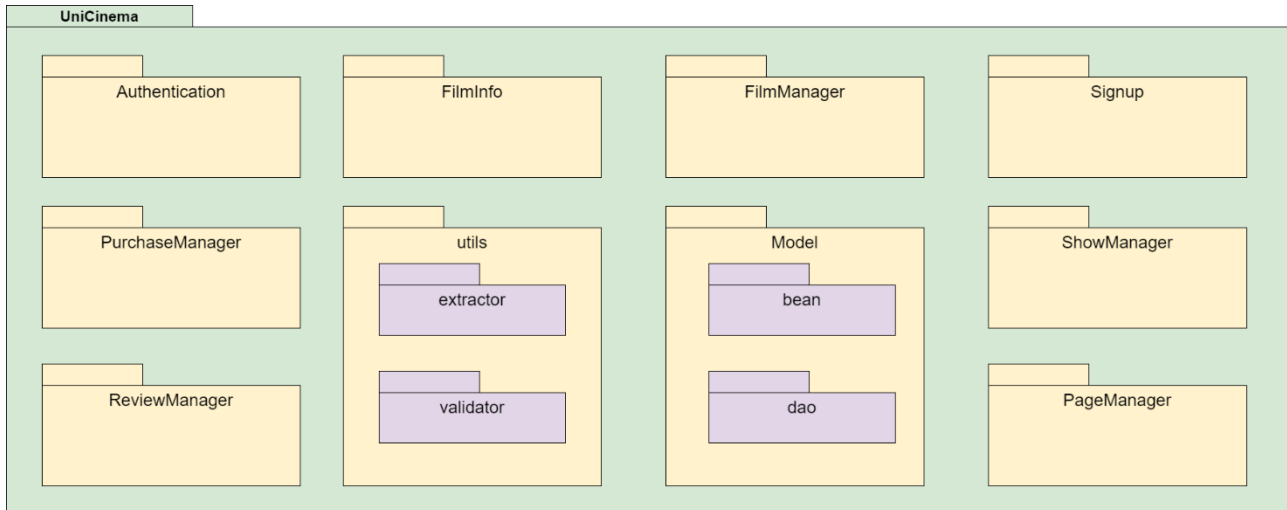 UniCinema
Authentication
FilmInfo
FilmManager
Signup
PurchaseManager
utils
Model
ShowManager
extractor
bean
ReviewManager
validator
dao
PageManager